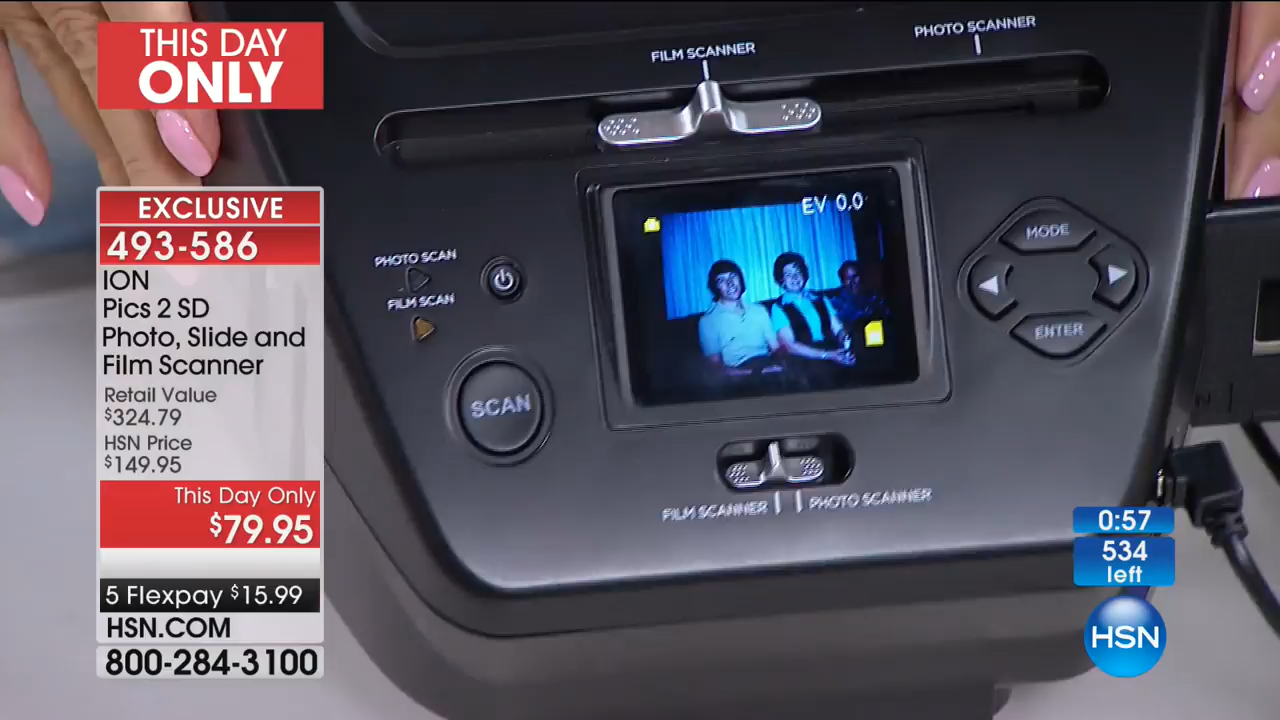 THIS DAY
ONLY
EXCLUSIVE
493-586
ION
Pics 2 SD
Photo, Slide and
Film Scanner
Retail Value
$324.79
HSN Price
$149.95
This Day Only
$79.95
5 Flexpay $15.99
HSN.COM
800-284-3100
FILM SCANNER
PHOTO SCANNER
EV 0.0
PHOTO SCAN
FILM SCAN
SCAN
MODE
ENTER
FILM SCANNER
PHOTO SCANNER
0:57
534
left
HSN